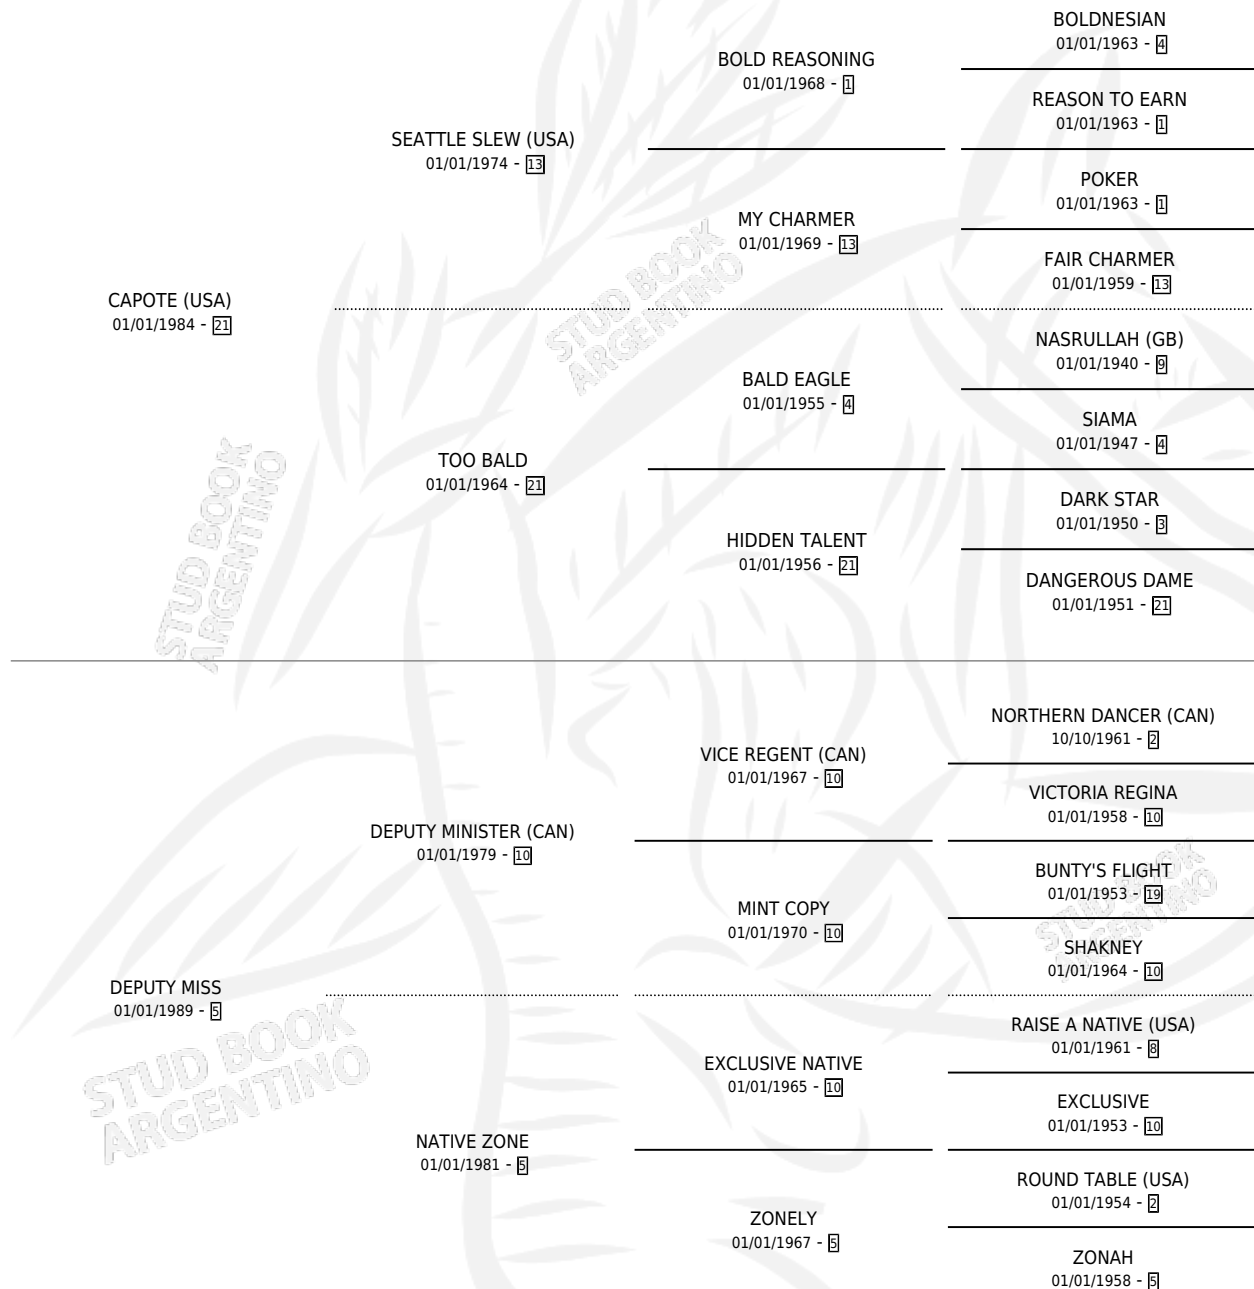 BOLDNESIAN
01/01/1963 - 4
BOLD REASONING
01/01/1968 - 1
REASON TO EARN
01/01/1963 - 1
SEATTLE SLEW (USA)
01/01/1974 - 13
POKER
01/01/1963 - 1
MY CHARMER
01/01/1969 - 13
FAIR CHARMER
01/01/1959 - 13
CAPOTE (USA)
01/01/1984 - 21
STUD BOOK
ARGENTINO
NASRULLAH (GB)
01/01/1940 - 9
BALD EAGLE
01/01/1955 - 4
SIAMA
01/01/1947 - 4
TOO BALD
01/01/1964 - 21
DARK STAR
01/01/1950 - 3
HIDDEN TALENT
01/01/1956 - 21
DANGEROUS DAME
01/01/1951 - 21
STUD BOOK
ARGENTINO
NORTHERN DANCER (CAN)
10/10/1961 - 2
VICE REGENT (CAN)
01/01/1967 - 10
VICTORIA REGINA
01/01/1958 - 10
DEPUTY MINISTER (CAN)
01/01/1979 - 10
BUNTY'S FLIGHT
01/01/1953 - 19
MINT COPY
01/01/1970 - 10
SHAKNEY
01/01/1964 - 10
STUD BOOK
ARGENTINO
DEPUTY MISS
01/01/1989 - 5
RAISE A NATIVE (USA)
01/01/1961 - 8
EXCLUSIVE NATIVE
01/01/1965 - 10
EXCLUSIVE
01/01/1953 - 10
STUD BOOK
ARGENTINO
NATIVE ZONE
01/01/1981 - 5
ROUND TABLE (USA)
01/01/1954 - 2
ZONELY
01/01/1967 - 5
ZONAH
01/01/1958 - 5